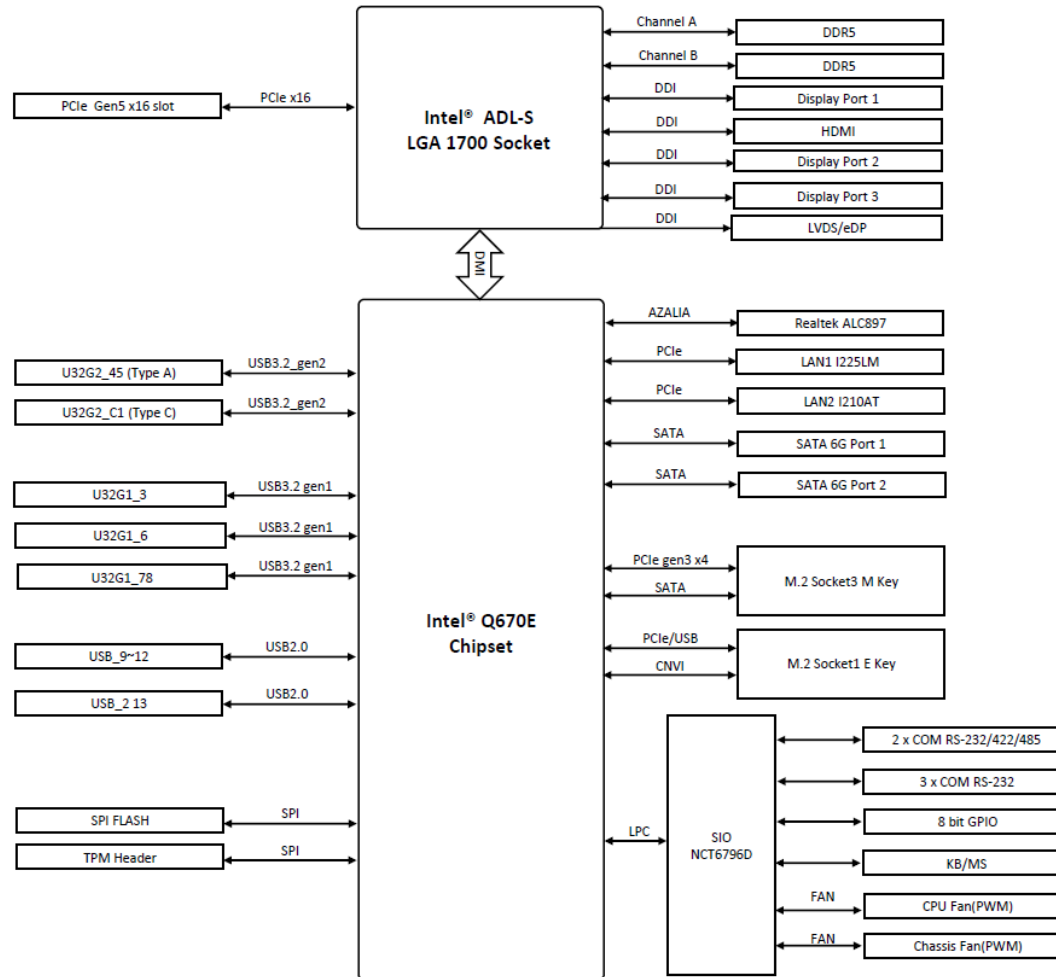 Channel A
DDR5
Channel B
DDR5
PCIe Gen5 x16 slot
PCIe x16
Intel® ADL-S
LGA 1700 Socket
DDI
Display Port 1
DDI
HDMI
DDI
Display Port 2
DDI
Display Port 3
DDI
LVDS/eDP
DMI
AZALIA
Realtek ALC897
U32G2_45 (Type A)
USB3.2_gen2
PCIe
LAN1 I225LM
U32G2_C1 (Type C)
USB3.2_gen2
PCIe
LAN2 I210AT
SATA
SATA 6G Port 1
U32G1_3
USB3.2 gen1
SATA
SATA 6G Port 2
U32G1_6
USB3.2 gen1
U32G1_78
USB3.2 gen1
PCIe gen3 x4
SATA
M.2 Socket3 M Key
Intel® Q670E
Chipset
USB_9~12
USB2.0
PCIe/USB
CNVI
M.2 Socket1 E Key
USB_2 13
USB2.0
SPI FLASH
SPI
TPM Header
SPI
LPC
SIO
NCT6796D
2 x COM RS-232/422/485
3 x COM RS-232
8 bit GPIO
KB/MS
FAN
CPU Fan(PWM)
FAN
Chassis Fan(PWM)